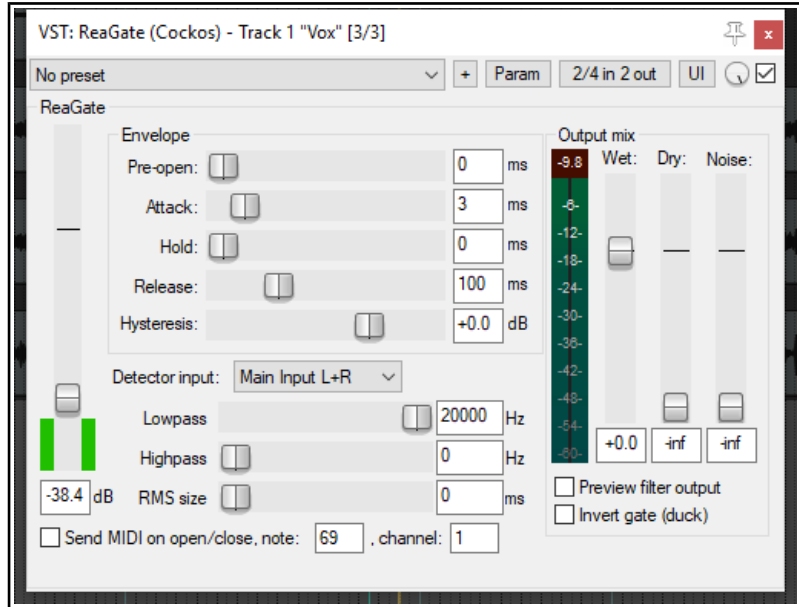 VST: ReaGate (Cockos) - Track 1 "Vox" [3/3]
x
No preset + Param 2/4 in 2 out UI
ReaGate
Envelope
Pre-open: 0 ms
Attack: 3 ms
Hold: 0 ms
Release: 100 ms
Hysteresis: +0.0 dB
Detector input: Main Input L+R
Lowpass 20000 Hz
Highpass 0 Hz
-38.4 dB RMS size 0 ms
Send MIDI on open/close, note: 69 , channel: 1
Output mix
-9.8 Wet: Dry: Noise:
-6-
-12-
-18-
-24-
-30-
-36-
-42-
-48-
-54-
-60- +0.0 -inf -inf
Preview filter output
Invert gate (duck)